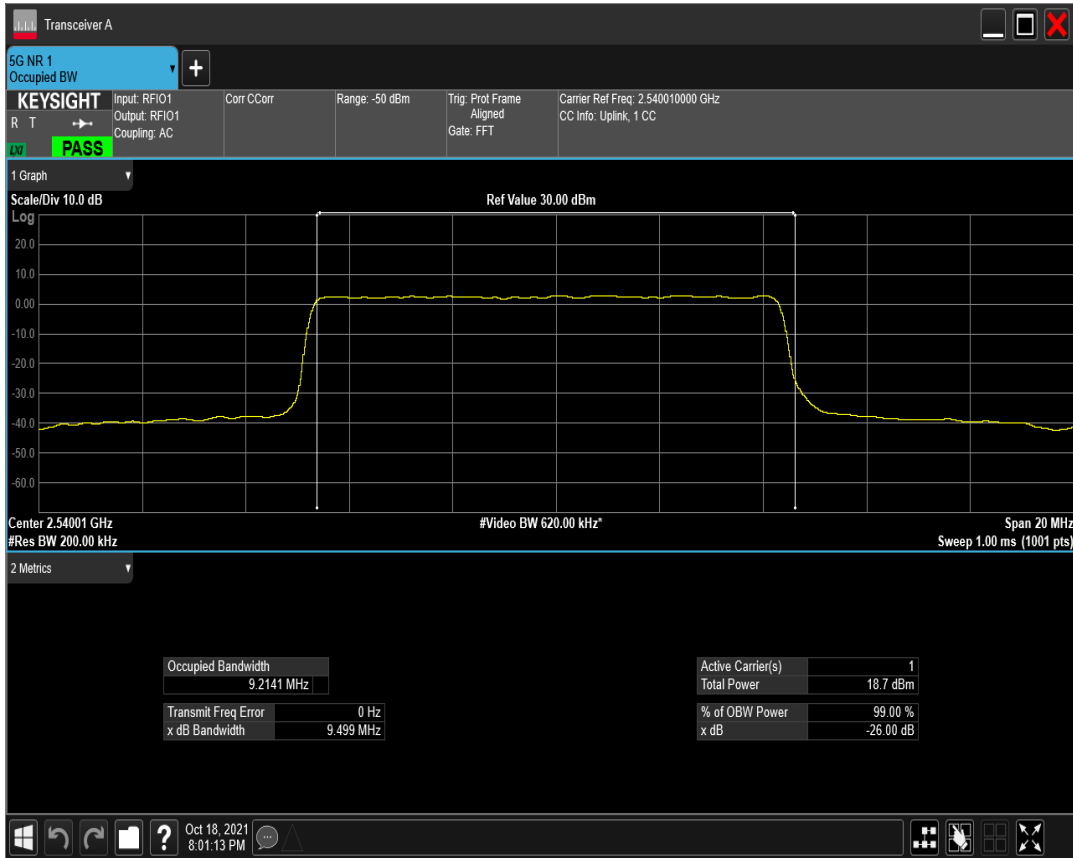 Transceiver A
5G NR 1
Occupied BW
+
KEYSIGHT
R T
LXI
PASS
Input: RFIO1
Output: RFIO1
Coupling: AC
Corr CCorr
Range: -50 dBm
Trig: Prot Frame
Aligned
Gate: FFT
Carrier Ref Freq: 2.540010000 GHz
CC Info: Uplink, 1 CC
1 Graph
Scale/Div 10.0 dB
Ref Value 30.00 dBm
Log
20.0
10.0
0.00
-10.0
-20.0
-30.0
-40.0
-50.0
-60.0
Center 2.54001 GHz
#Video BW 620.00 kHz*
Span 20 MHz
#Res BW 200.00 kHz
Sweep 1.00 ms (1001 pts)
2 Metrics
Occupied Bandwidth
9.2141 MHz
Transmit Freq Error 0 Hz
x dB Bandwidth 9.499 MHz
Active Carrier(s) 1
Total Power 18.7 dBm
% of OBW Power 99.00 %
x dB -26.00 dB
?
Oct 18, 2021
8:01:13 PM